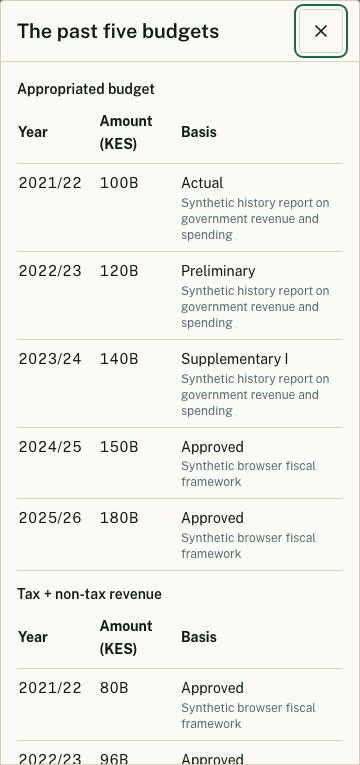 The past five budgets
Appropriated budget
Year Amount (KES) Basis
2021/22 100B Actual
Synthetic history report on
government revenue and
spending
2022/23 120B Preliminary
Synthetic history report on
government revenue and
spending
2023/24 140B Supplementary I
Synthetic history report on
government revenue and
spending
2024/25 150B Approved
Synthetic browser fiscal
framework
2025/26 180B Approved
Synthetic browser fiscal
framework
Tax + non-tax revenue
Year Amount (KES) Basis
2021/22 80B Approved
Synthetic browser fiscal
framework
2022/23 96B Approved